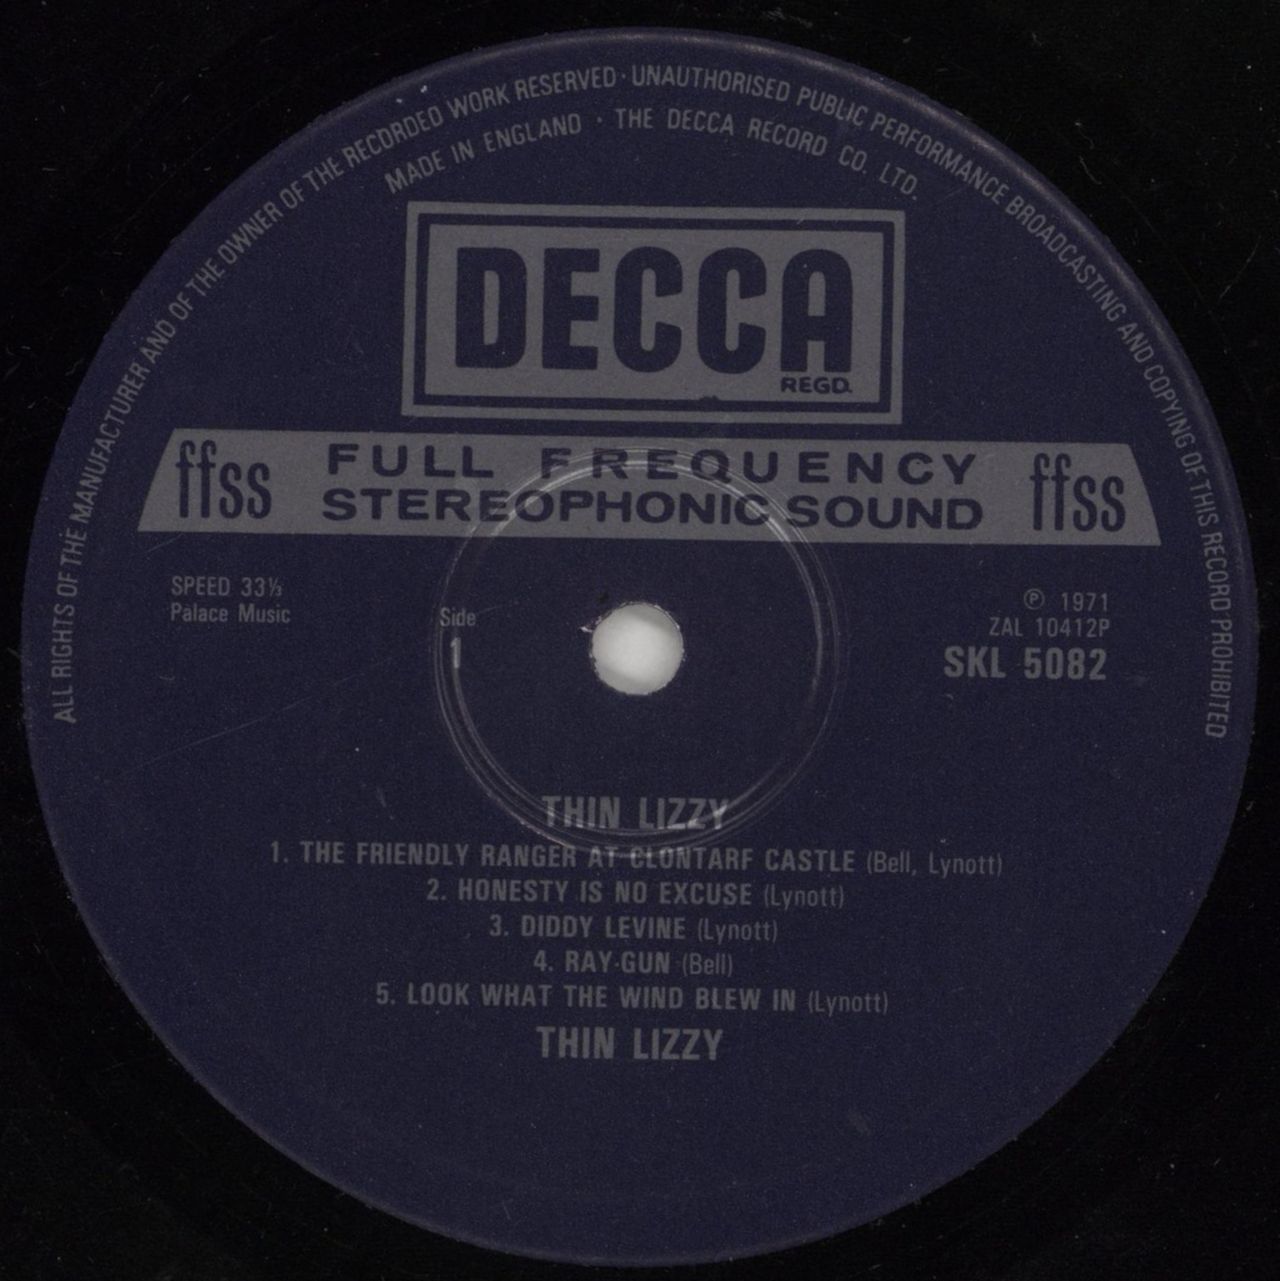 ALL RIGHTS OF THE MANUFACTURER AND OF THE OWNER OF THE RECORDED WORK RESERVED · UNAUTHORISED PUBLIC PERFORMANCE BROADCASTING AND COPYING OF THIS RECORD PROHIBITED
MADE IN ENGLAND · THE DECCA RECORD CO. LTD.
DECCA
REGD.
ffss FULL FREQUENCY STEREOPHONIC SOUND ffss
SPEED 33⅓
Palace Music
Side
1
℗ 1971
ZAL 10412P
SKL 5082
THIN LIZZY
1. THE FRIENDLY RANGER AT CLONTARF CASTLE (Bell, Lynott)
2. HONESTY IS NO EXCUSE (Lynott)
3. DIDDY LEVINE (Lynott)
4. RAY-GUN (Bell)
5. LOOK WHAT THE WIND BLEW IN (Lynott)
THIN LIZZY